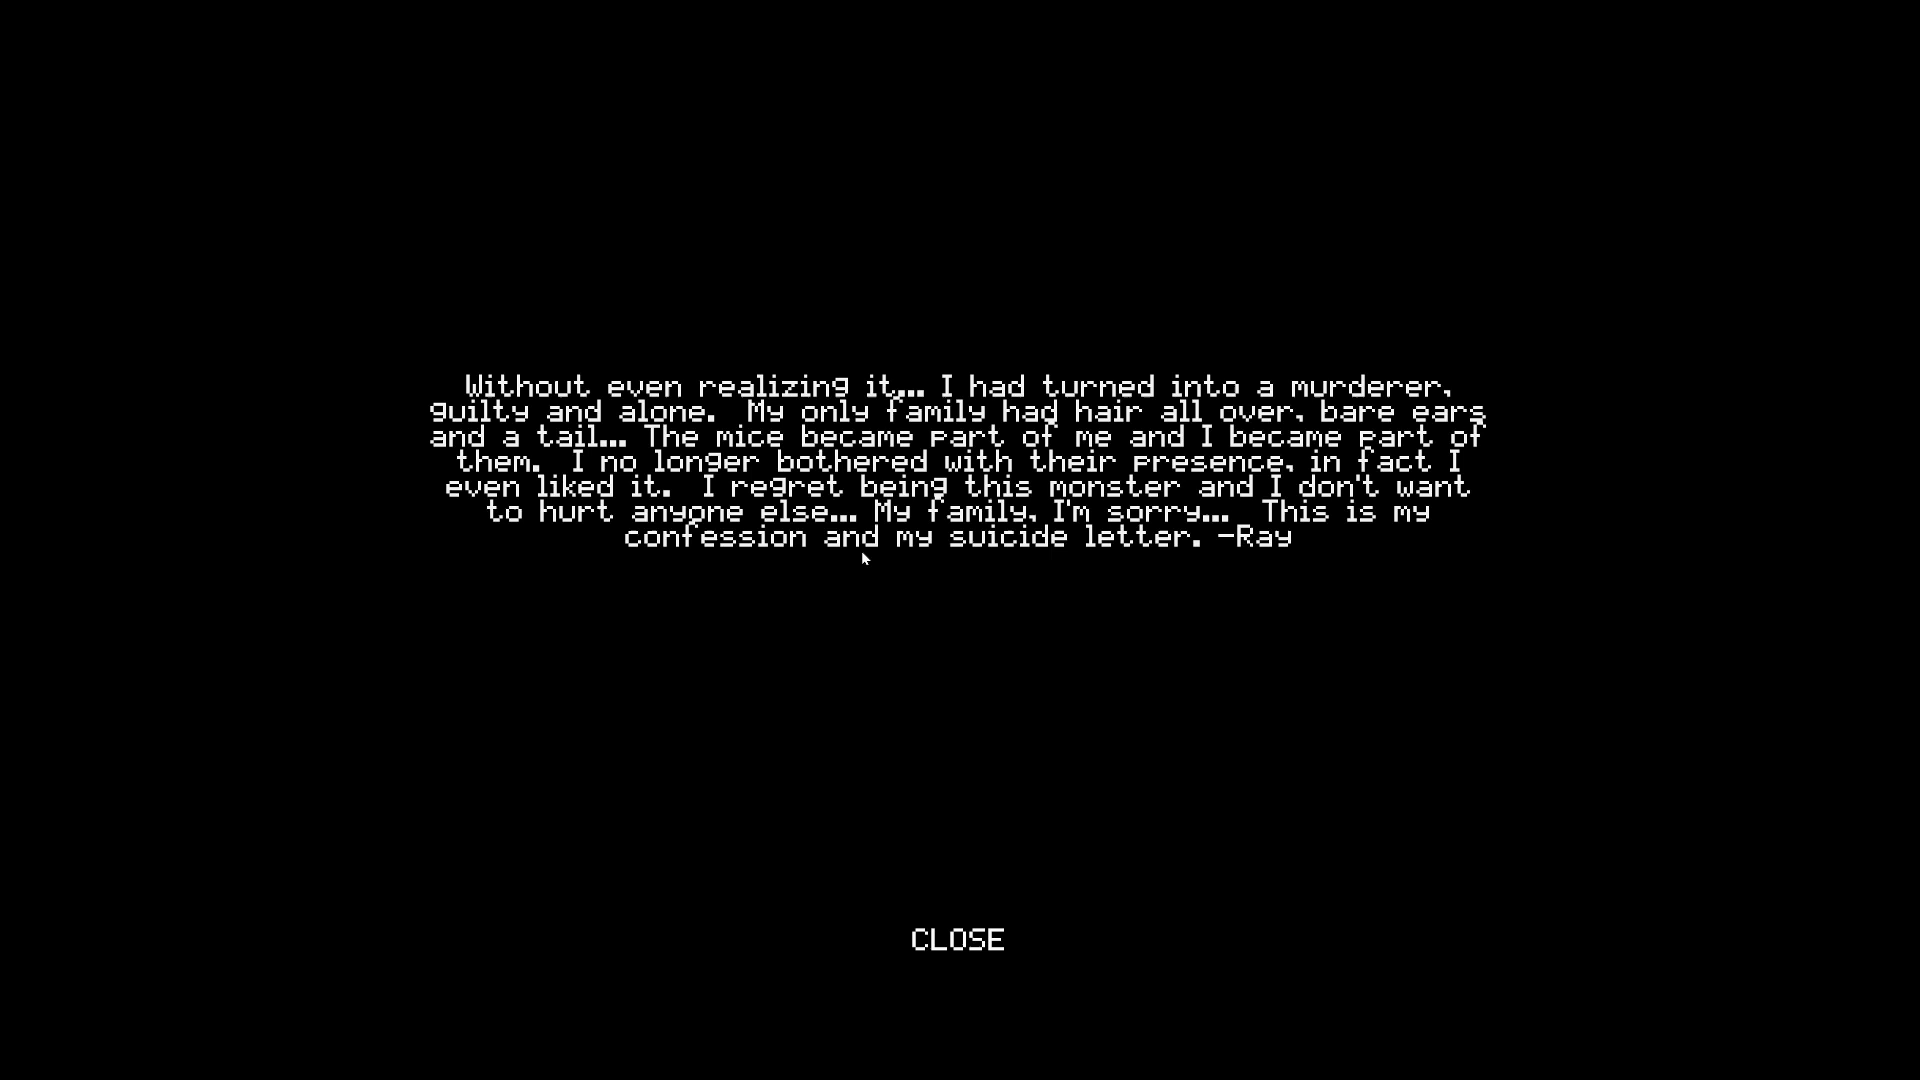 Without even realizing it,... I had turned into a murderer,
guilty and alone.  My only family had hair all over, bare ears
and a tail... The mice became part of me and I became part of
them.  I no longer bothered with their presence, in fact I
even liked it.  I regret being this monster and I don't want
to hurt anyone else... My family, I'm sorry...  This is my
confession and my suicide letter. -Ray
CLOSE